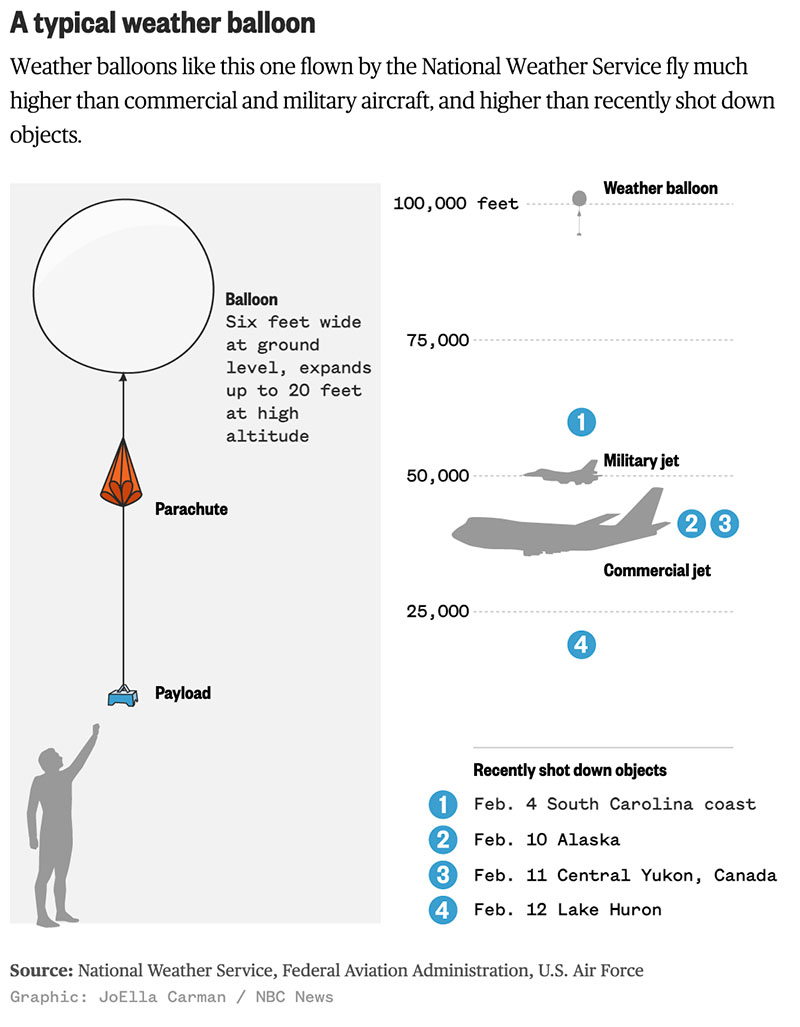 A typical weather balloon
Weather balloons like this one flown by the National Weather Service fly much
higher than commercial and military aircraft, and higher than recently shot down
objects.
Balloon
Six feet wide
at ground
level, expands
up to 20 feet
at high
altitude
Parachute
Payload
100,000 feet
Weather balloon
75,000
1
Military jet
50,000
2 3
Commercial jet
25,000
4
Recently shot down objects
1 Feb. 4 South Carolina coast
2 Feb. 10 Alaska
3 Feb. 11 Central Yukon, Canada
4 Feb. 12 Lake Huron
Source: National Weather Service, Federal Aviation Administration, U.S. Air Force
Graphic: JoElla Carman / NBC News